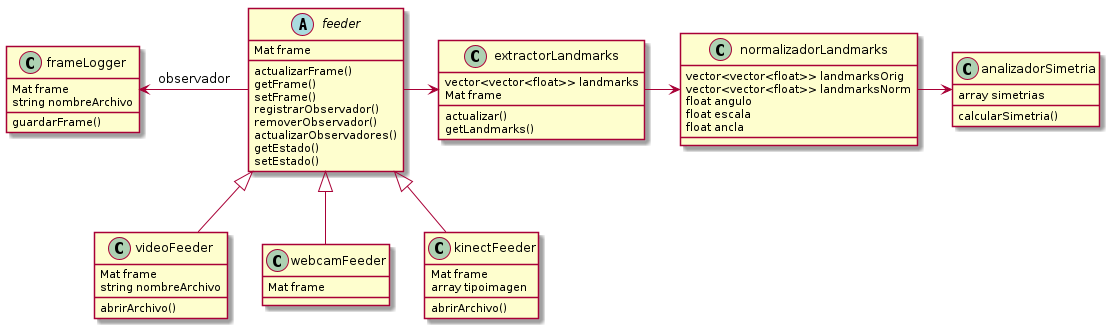 C frameLogger
Mat frame
string nombreArchivo
guardarFrame()
observador
A feeder
Mat frame
actualizarFrame()
getFrame()
setFrame()
registrarObservador()
removerObservador()
actualizarObservadores()
getEstado()
setEstado()
C extractorLandmarks
vector<vector<float>> landmarks
Mat frame
actualizar()
getLandmarks()
C normalizadorLandmarks
vector<vector<float>> landmarksOrig
vector<vector<float>> landmarksNorm
float angulo
float escala
float ancla
C analizadorSimetria
array simetrias
calcularSimetria()
C videoFeeder
Mat frame
string nombreArchivo
abrirArchivo()
C webcamFeeder
Mat frame
C kinectFeeder
Mat frame
array tipoimagen
abrirArchivo()